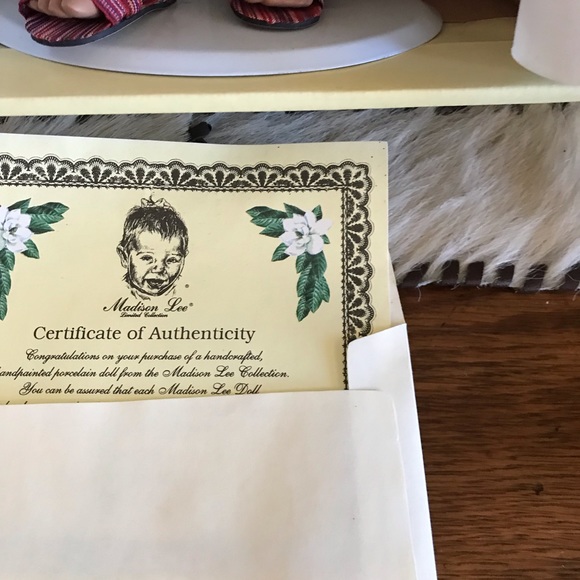 Madison Lee®
Limited Collection
Certificate of Authenticity
Congratulations on your purchase of a handcrafted,
handpainted porcelain doll from the Madison Lee Collection.
You can be assured that each Madison Lee Doll